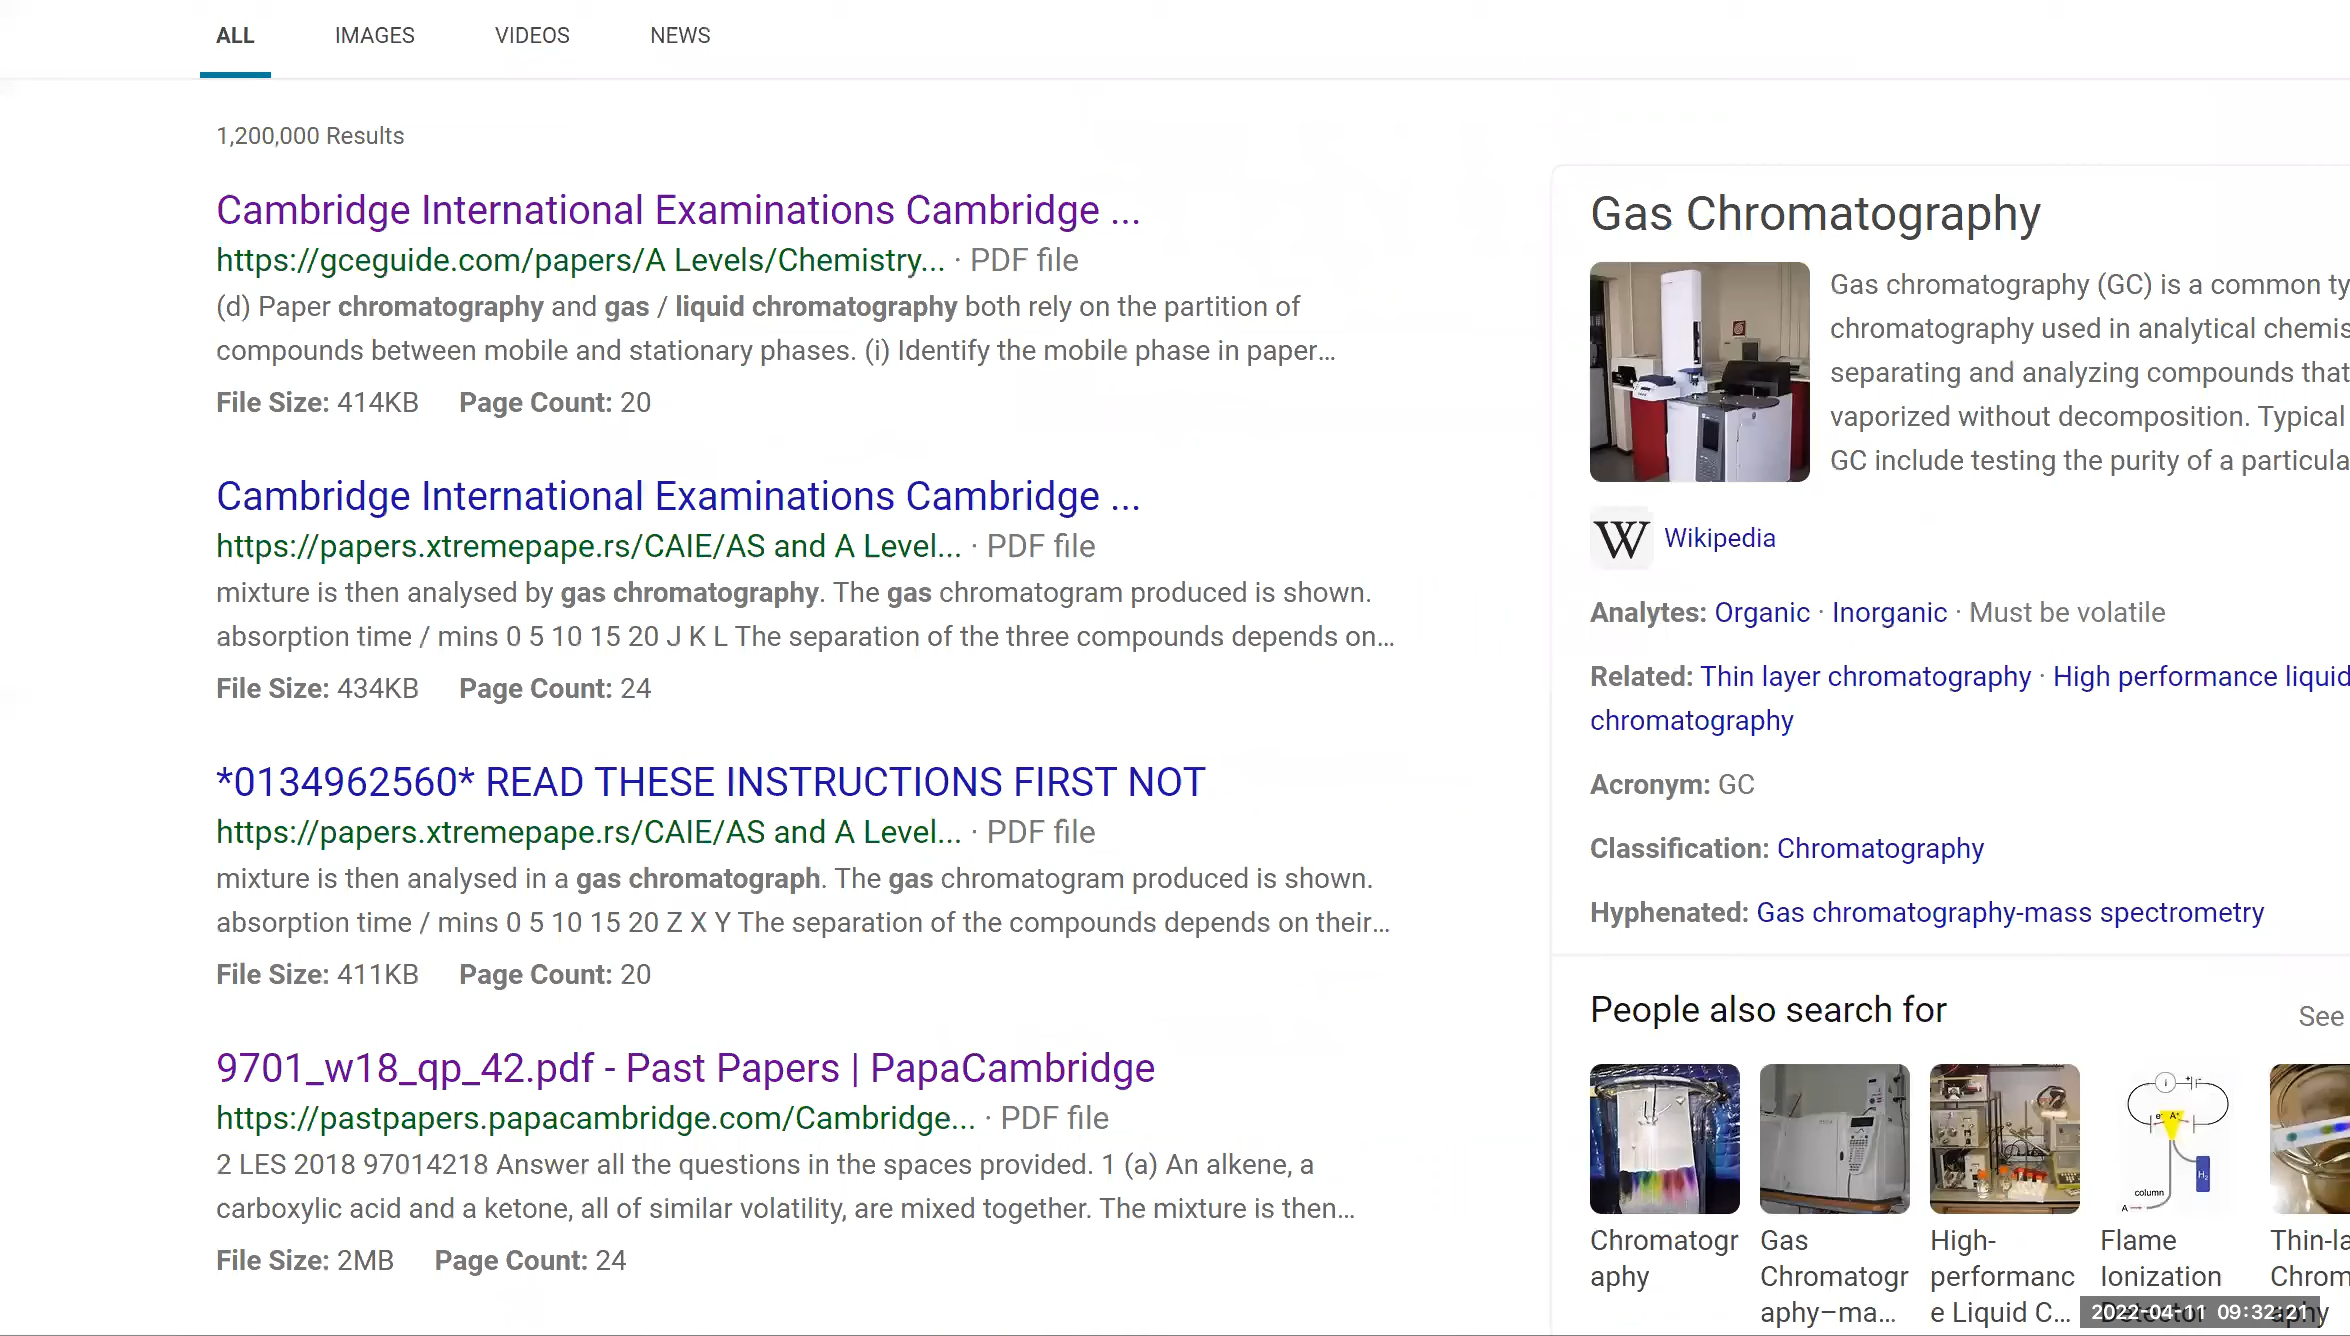 ALL IMAGES VIDEOS NEWS
1,200,000 Results
Cambridge International Examinations Cambridge ...
https://gceguide.com/papers/A Levels/Chemistry... · PDF file
(d) Paper chromatography and gas / liquid chromatography both rely on the partition of
compounds between mobile and stationary phases. (i) Identify the mobile phase in paper…
File Size: 414KB Page Count: 20
Cambridge International Examinations Cambridge ...
https://papers.xtremepape.rs/CAIE/AS and A Level... · PDF file
mixture is then analysed by gas chromatography. The gas chromatogram produced is shown.
absorption time / mins 0 5 10 15 20 J K L The separation of the three compounds depends on…
File Size: 434KB Page Count: 24
*0134962560* READ THESE INSTRUCTIONS FIRST NOT
https://papers.xtremepape.rs/CAIE/AS and A Level... · PDF file
mixture is then analysed in a gas chromatograph. The gas chromatogram produced is shown.
absorption time / mins 0 5 10 15 20 Z X Y The separation of the compounds depends on their…
File Size: 411KB Page Count: 20
9701_w18_qp_42.pdf - Past Papers | PapaCambridge
https://pastpapers.papacambridge.com/Cambridge... · PDF file
2 LES 2018 97014218 Answer all the questions in the spaces provided. 1 (a) An alkene, a
carboxylic acid and a ketone, all of similar volatility, are mixed together. The mixture is then…
File Size: 2MB Page Count: 24
Gas Chromatography
Gas chromatography (GC) is a common ty
chromatography used in analytical chemis
separating and analyzing compounds that
vaporized without decomposition. Typical
GC include testing the purity of a particula
W Wikipedia
Analytes: Organic · Inorganic · Must be volatile
Related: Thin layer chromatography · High performance liquid
chromatography
Acronym: GC
Classification: Chromatography
Hyphenated: Gas chromatography-mass spectrometry
People also search for
See
column
A
H₂
Chromatogr
aphy
Gas
Chromatogr
aphy–ma...
High-
performanc
e Liquid C...
Flame
Ionization
Thin-la
Chrom
2022-04-11 09:32:21